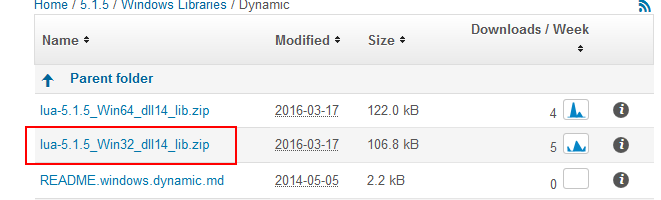 Home / 5.1.5 / Windows Libraries / Dynamic
Name Modified Size Downloads / Week
Parent folder
lua-5.1.5_Win64_dll14_lib.zip 2016-03-17 122.0 kB 4
lua-5.1.5_Win32_dll14_lib.zip 2016-03-17 106.8 kB 5
README.windows.dynamic.md 2014-05-05 2.2 kB 0